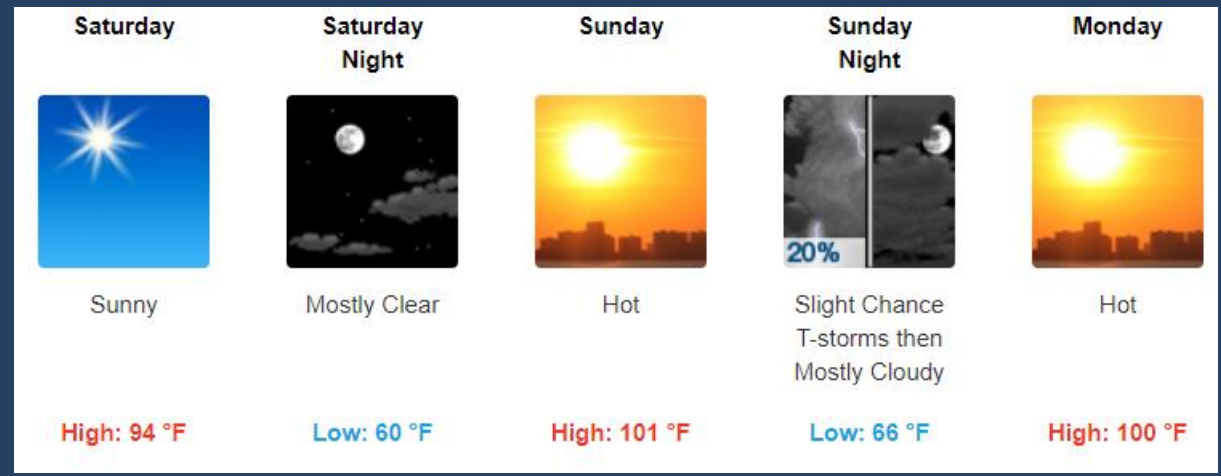 Saturday
Saturday
Night
Sunday
Sunday
Night
Monday
20%
Sunny
Mostly Clear
Hot
Slight Chance
T-storms then
Mostly Cloudy
Hot
High: 94 °F
Low: 60 °F
High: 101 °F
Low: 66 °F
High: 100 °F